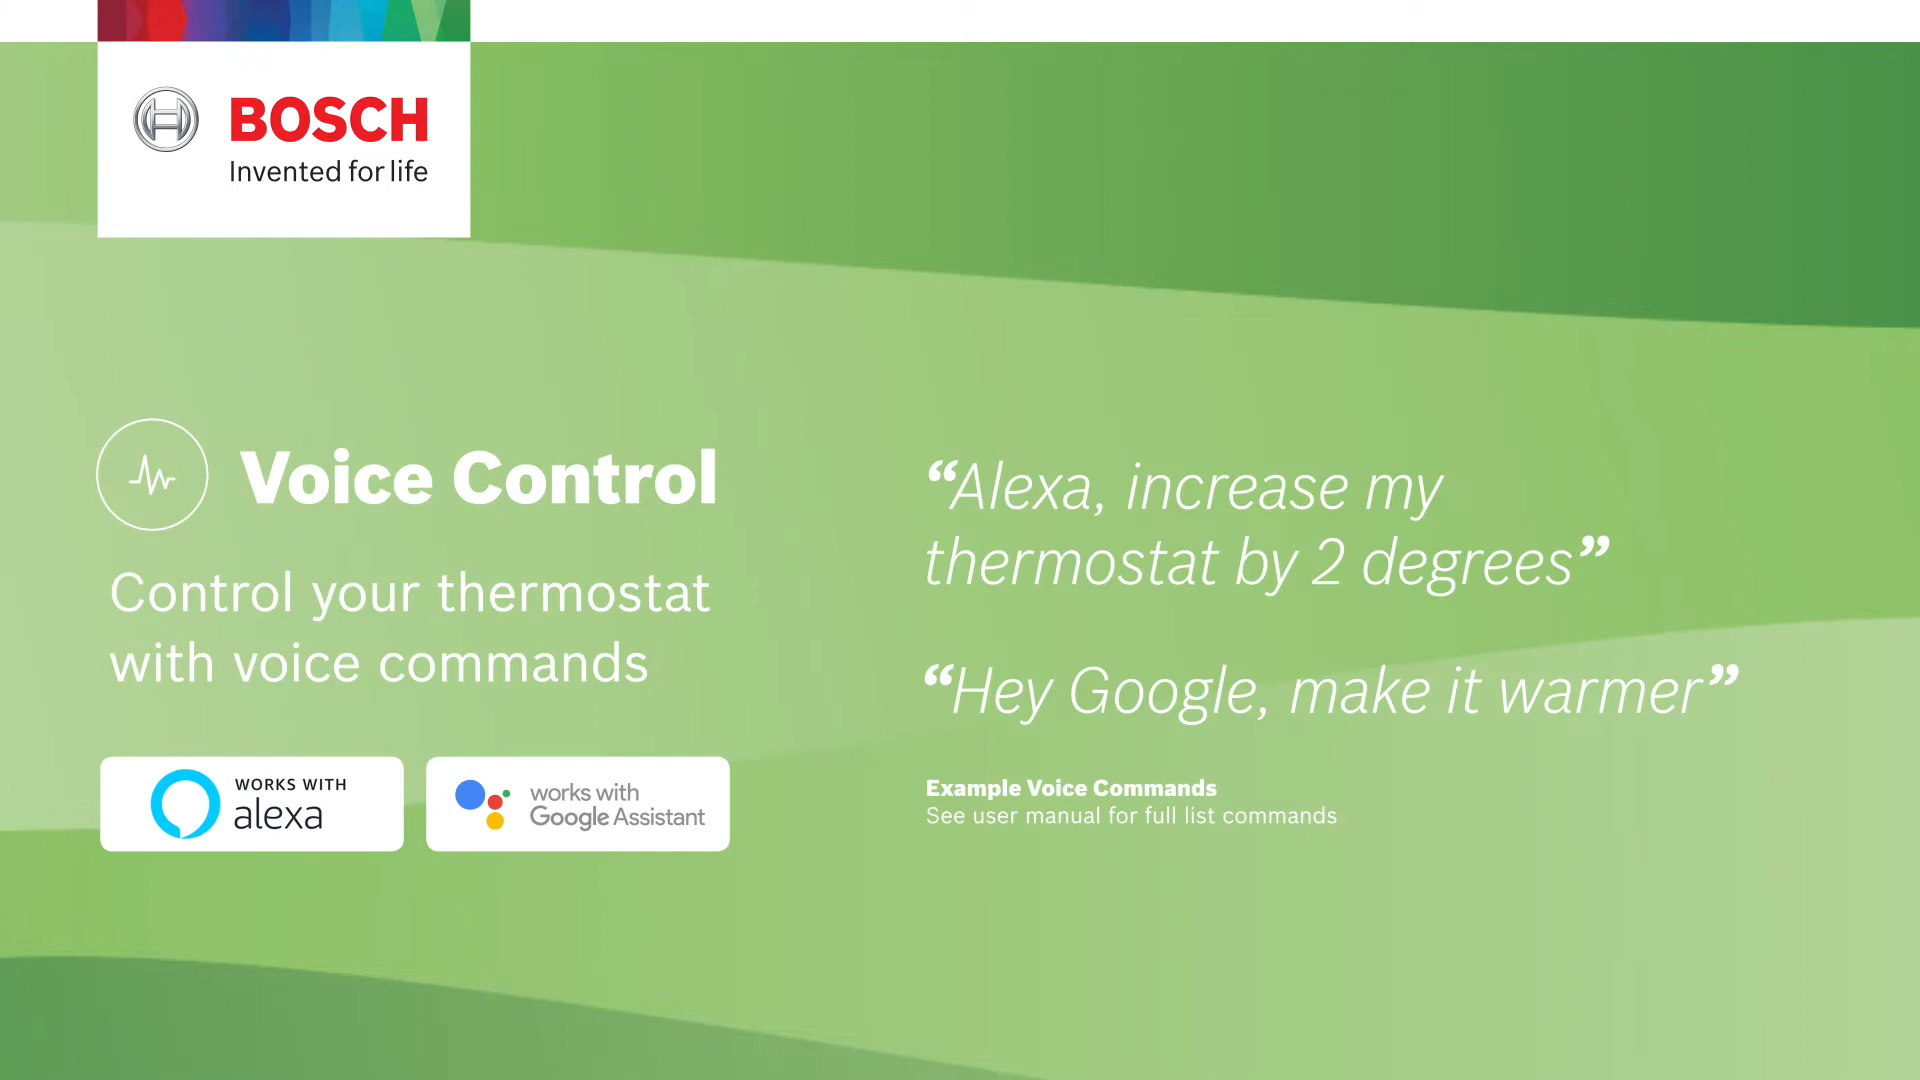 BOSCH
Invented for life
Voice Control
Control your thermostat
with voice commands
WORKS WITH
alexa
works with
Google Assistant
“Alexa, increase my
thermostat by 2 degrees”
“Hey Google, make it warmer”
Example Voice Commands
See user manual for full list commands